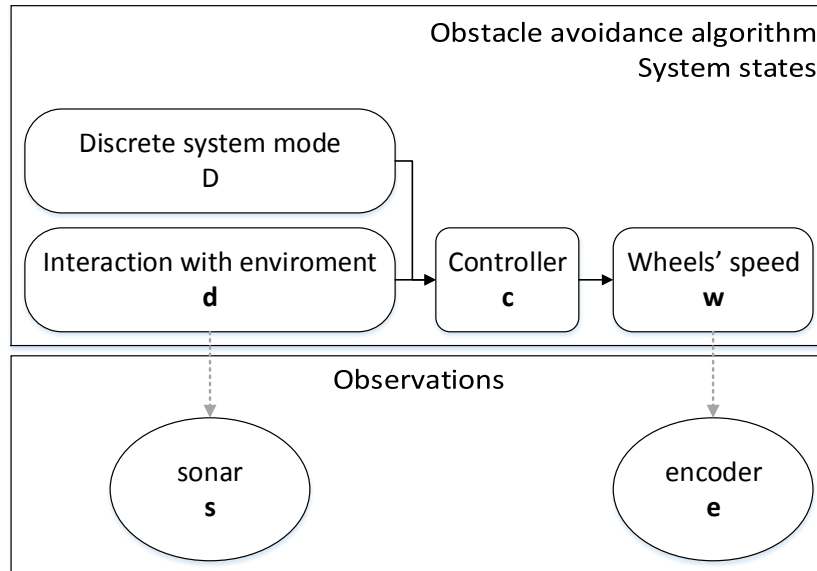 Obstacle avoidance algorithm
System states
Discrete system mode
D
Interaction with enviroment
d
Controller
c
Wheels' speed
w
Observations
sonar
s
encoder
e